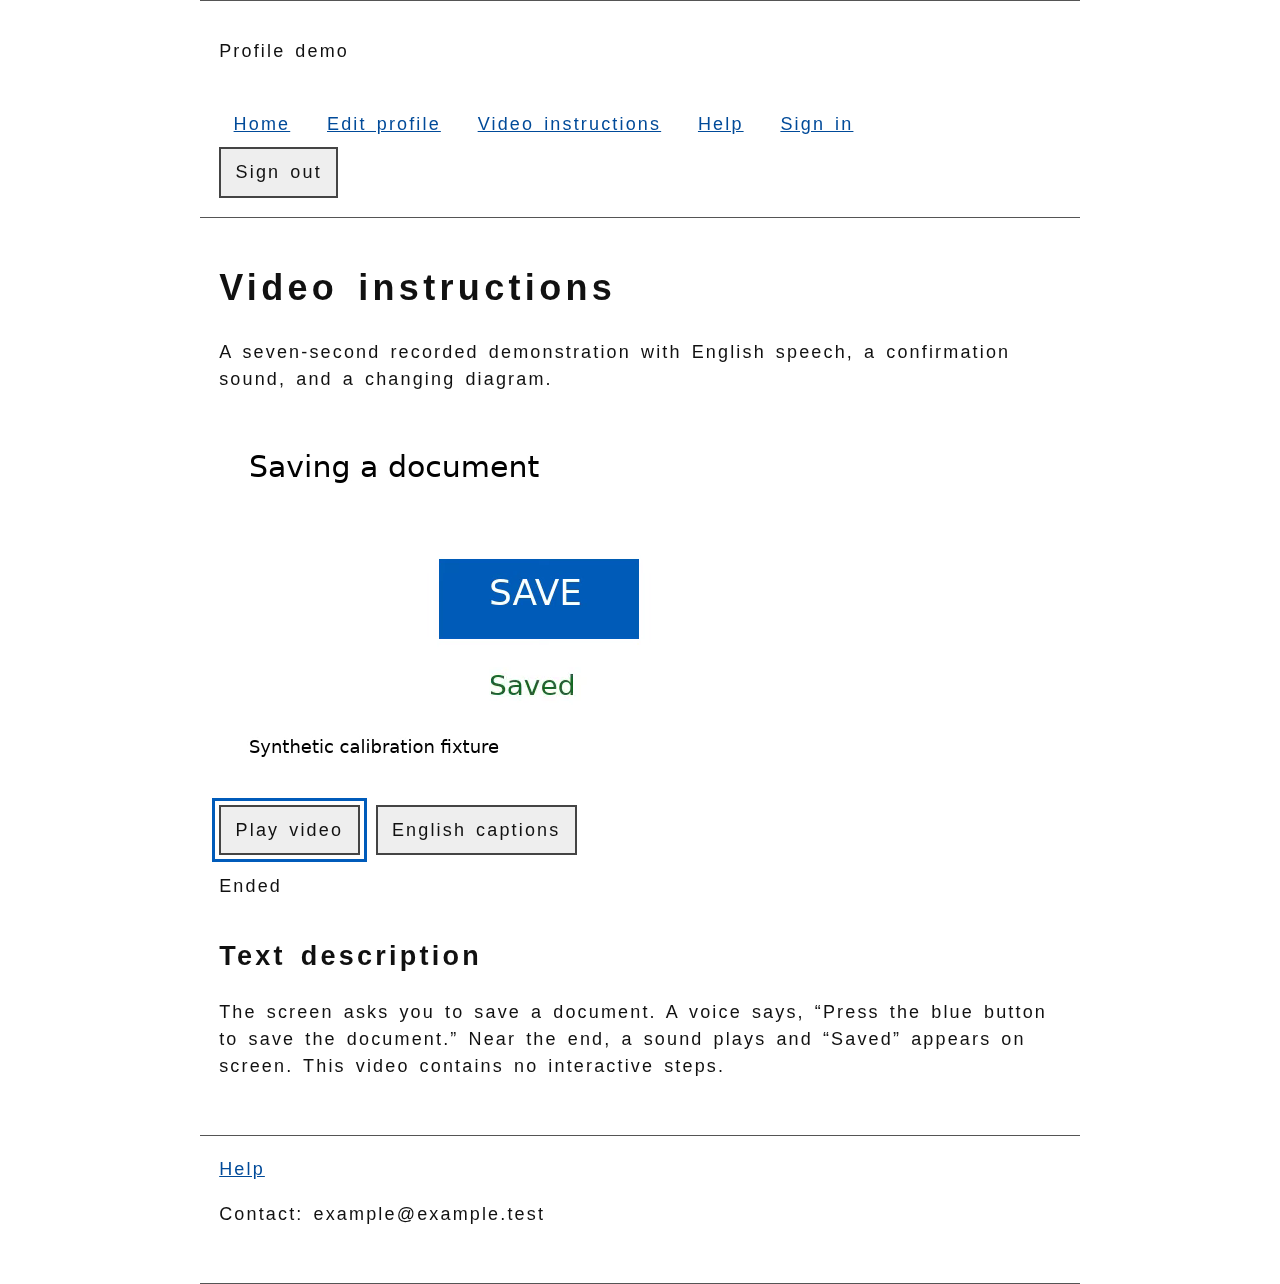 Profile demo
Home Edit profile Video instructions Help Sign in
Sign out
Video instructions
A seven-second recorded demonstration with English speech, a confirmation
sound, and a changing diagram.
Saving a document
SAVE
Saved
Synthetic calibration fixture
Play video English captions
Ended
Text description
The screen asks you to save a document. A voice says, “Press the blue button
to save the document.” Near the end, a sound plays and “Saved” appears on
screen. This video contains no interactive steps.
Help
Contact: example@example.test